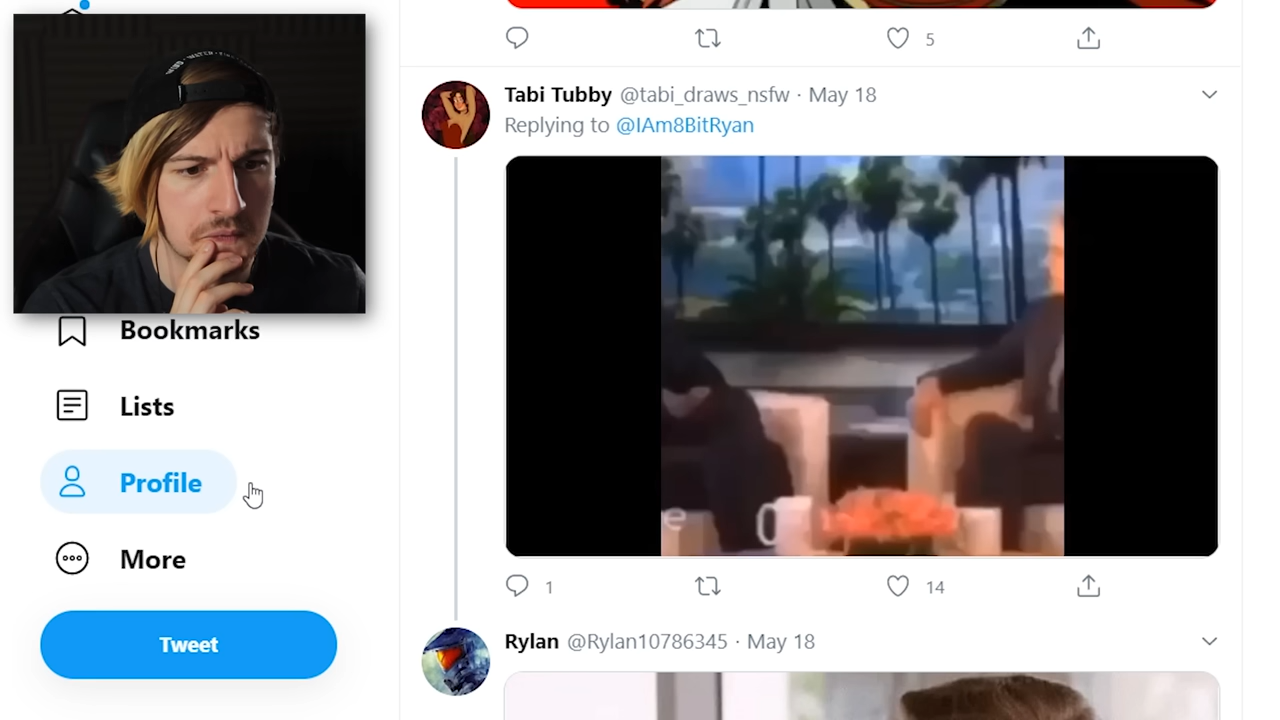 5
Tabi Tubby @tabi_draws_nsfw · May 18
Replying to @IAm8BitRyan
Bookmarks
Lists
Profile
More
Tweet
e
1
14
Rylan @Rylan10786345 · May 18